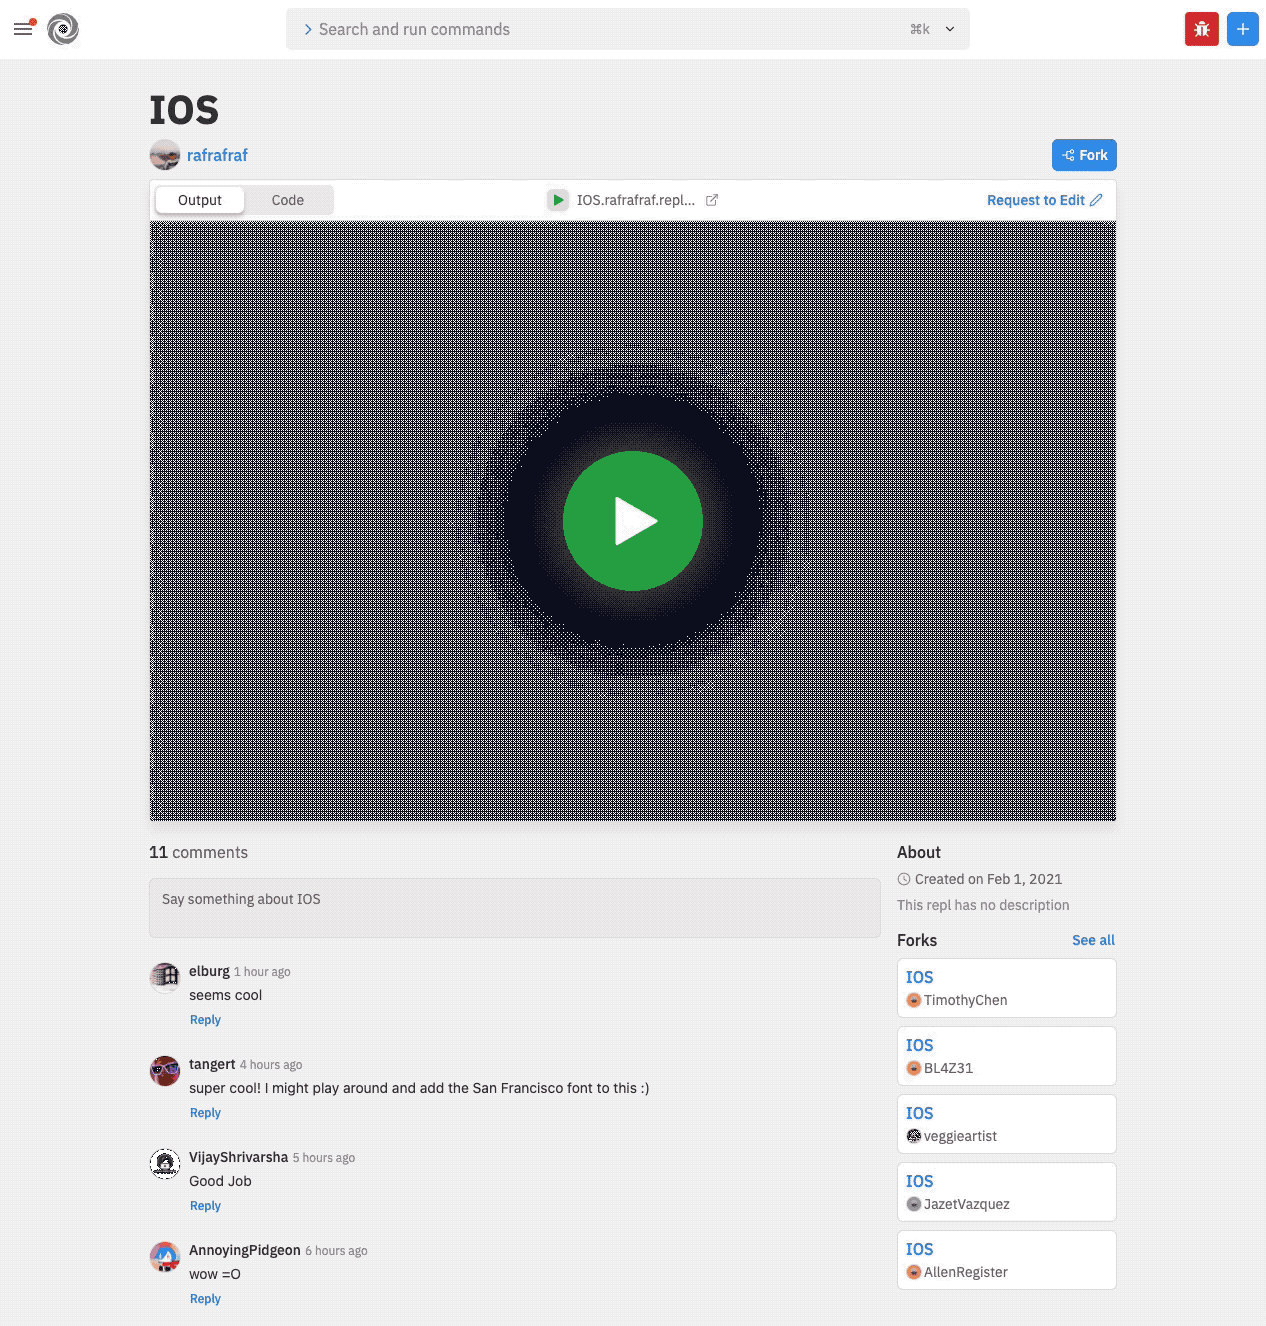 Search and run commands ⌘k
IOS
rafrafraf
Fork
Output Code IOS.rafrafraf.repl... Request to Edit
11 comments
Say something about IOS
elburg 1 hour ago
seems cool
Reply
tangert 4 hours ago
super cool! I might play around and add the San Francisco font to this :)
Reply
VijayShrivarsha 5 hours ago
Good Job
Reply
AnnoyingPidgeon 6 hours ago
wow =O
Reply
About
Created on Feb 1, 2021
This repl has no description
Forks See all
IOS
TimothyChen
IOS
BL4Z31
IOS
veggieartist
IOS
JazetVazquez
IOS
AllenRegister